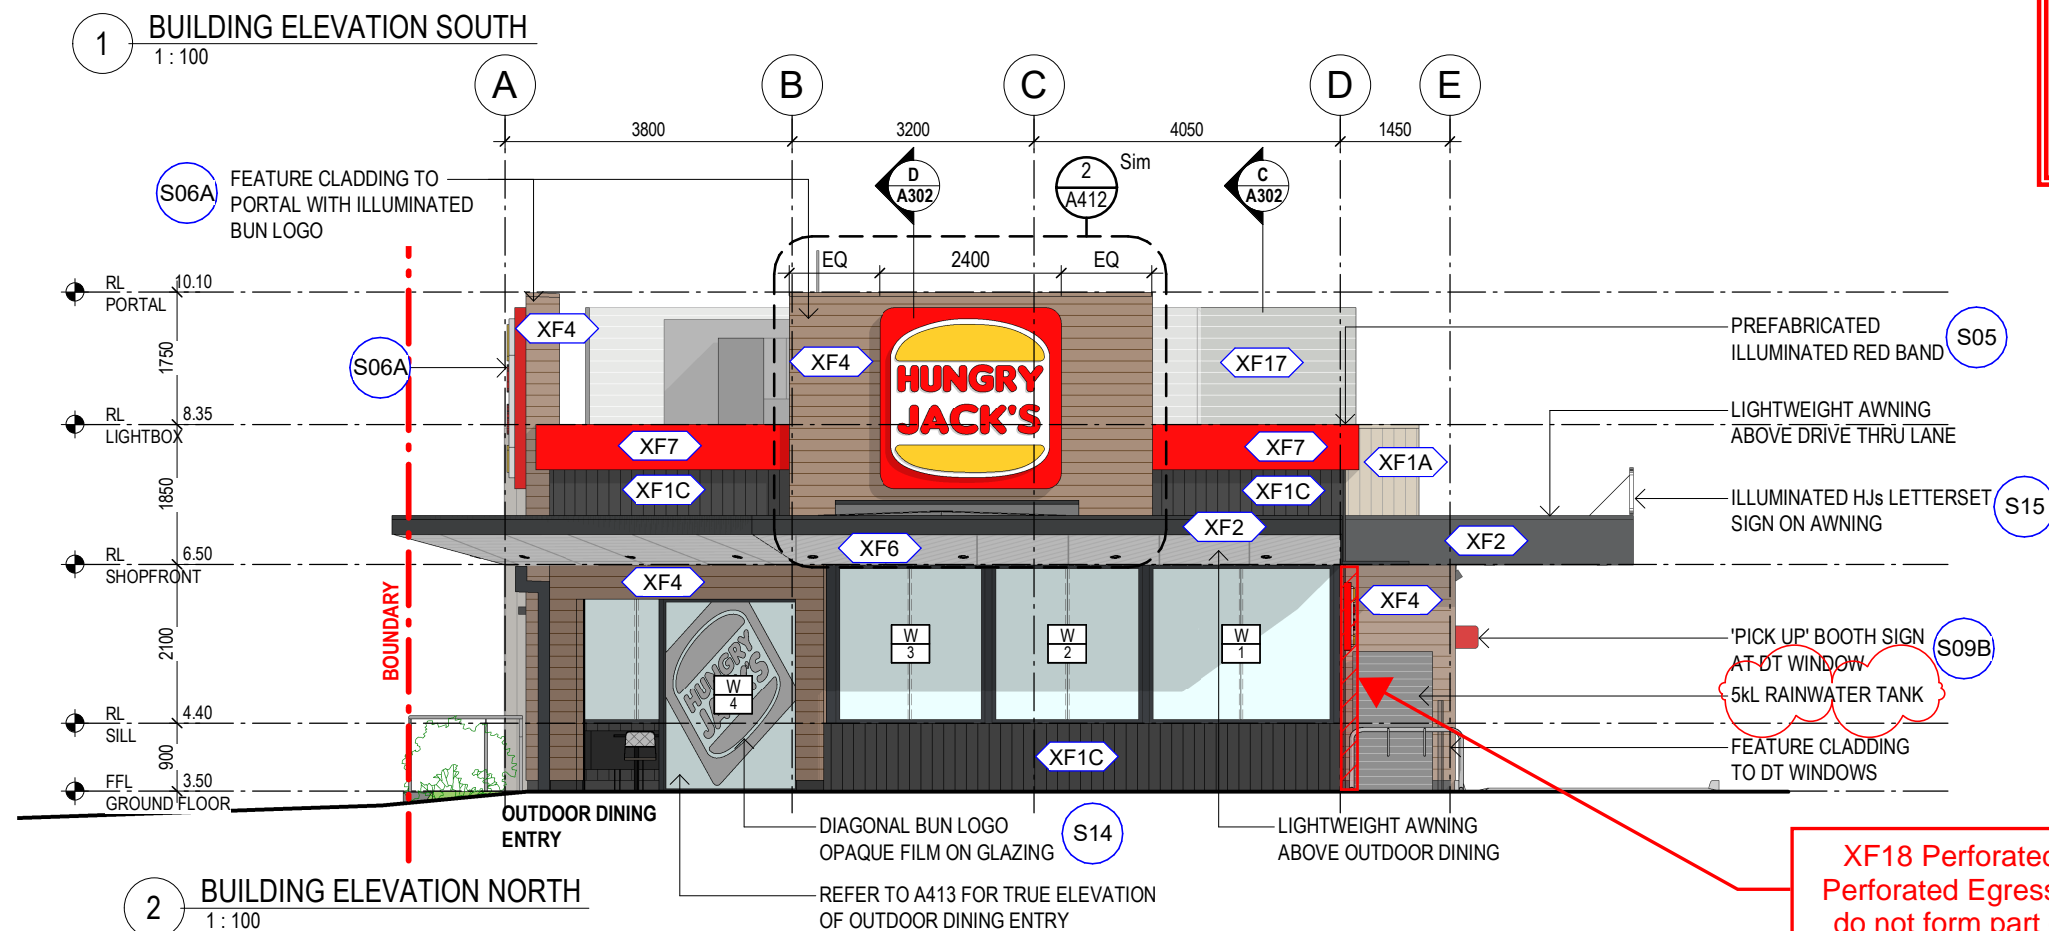 1
BUILDING ELEVATION SOUTH
1 : 100
A
B
C
D
E
3800
3200
4050
1450
S06A
FEATURE CLADDING TO
PORTAL WITH ILLUMINATED
BUN LOGO
D
A302
2
A412
Sim
C
A302
EQ
2400
EQ
RL
PORTAL
10.10
1750
RL
LIGHTBOX
8.35
1850
RL
SHOPFRONT
6.50
2100
RL
SILL
4.40
900
FFL
GROUND FLOOR
3.50
S06A
BOUNDARY
XF4
XF4
HUNGRY
JACK'S
XF17
XF7
XF7
XF1A
XF1C
XF1C
XF2
XF2
XF6
XF4
XF4
W
3
W
2
W
1
W
4
HUNGRY
JACK'S
XF1C
PREFABRICATED
ILLUMINATED RED BAND
S05
LIGHTWEIGHT AWNING
ABOVE DRIVE THRU LANE
ILLUMINATED HJs LETTERSET
SIGN ON AWNING
S15
'PICK UP' BOOTH SIGN
AT DT WINDOW
S09B
5kL RAINWATER TANK
FEATURE CLADDING
TO DT WINDOWS
OUTDOOR DINING
ENTRY
DIAGONAL BUN LOGO
OPAQUE FILM ON GLAZING
S14
LIGHTWEIGHT AWNING
ABOVE OUTDOOR DINING
REFER TO A413 FOR TRUE ELEVATION
OF OUTDOOR DINING ENTRY
XF18 Perforated
Perforated Egress
do not form part
2
BUILDING ELEVATION NORTH
1 : 100